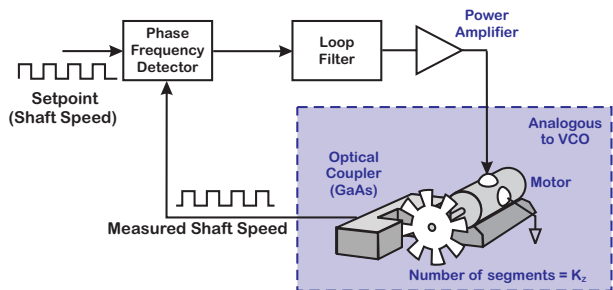 Phase
Frequency
Detector
Loop
Filter
Power
Amplifier
Setpoint
(Shaft Speed)
Analogous
to VCO
Optical
Coupler
(GaAs)
Motor
Measured Shaft Speed
Number of segments = Kz